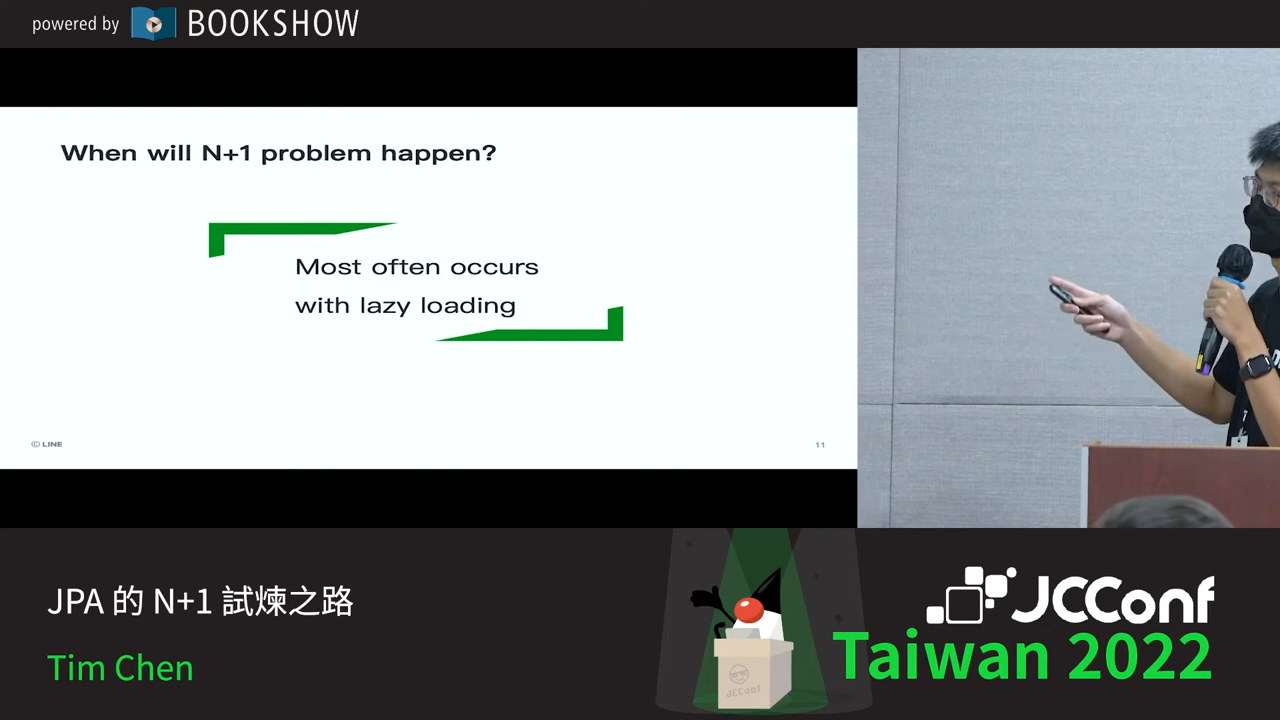 powered by BOOKSHOW
When will N+1 problem happen?
Most often occurs
with lazy loading
© LINE
11
JPA 的 N+1 試煉之路
Tim Chen
JCConf
JCConf
Taiwan 2022